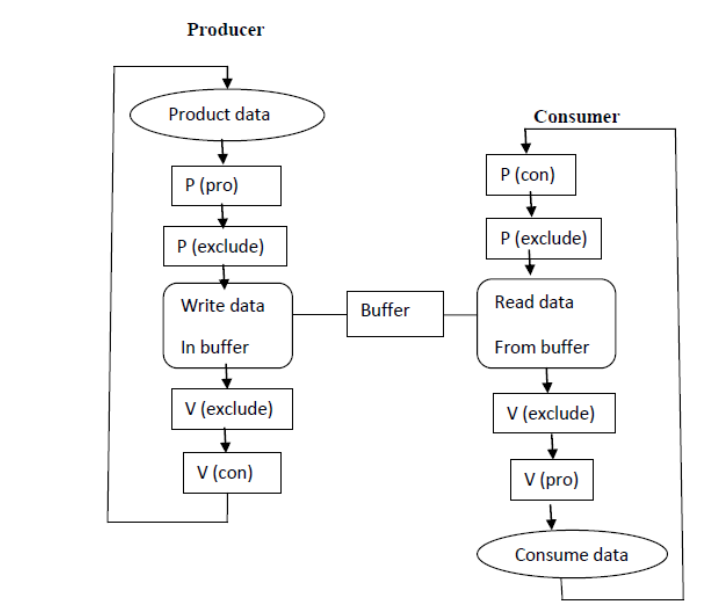 Producer
Product data
P (pro)
P (exclude)
Write data
In buffer
V (exclude)
V (con)
Buffer
Consumer
P (con)
P (exclude)
Read data
From buffer
V (exclude)
V (pro)
Consume data